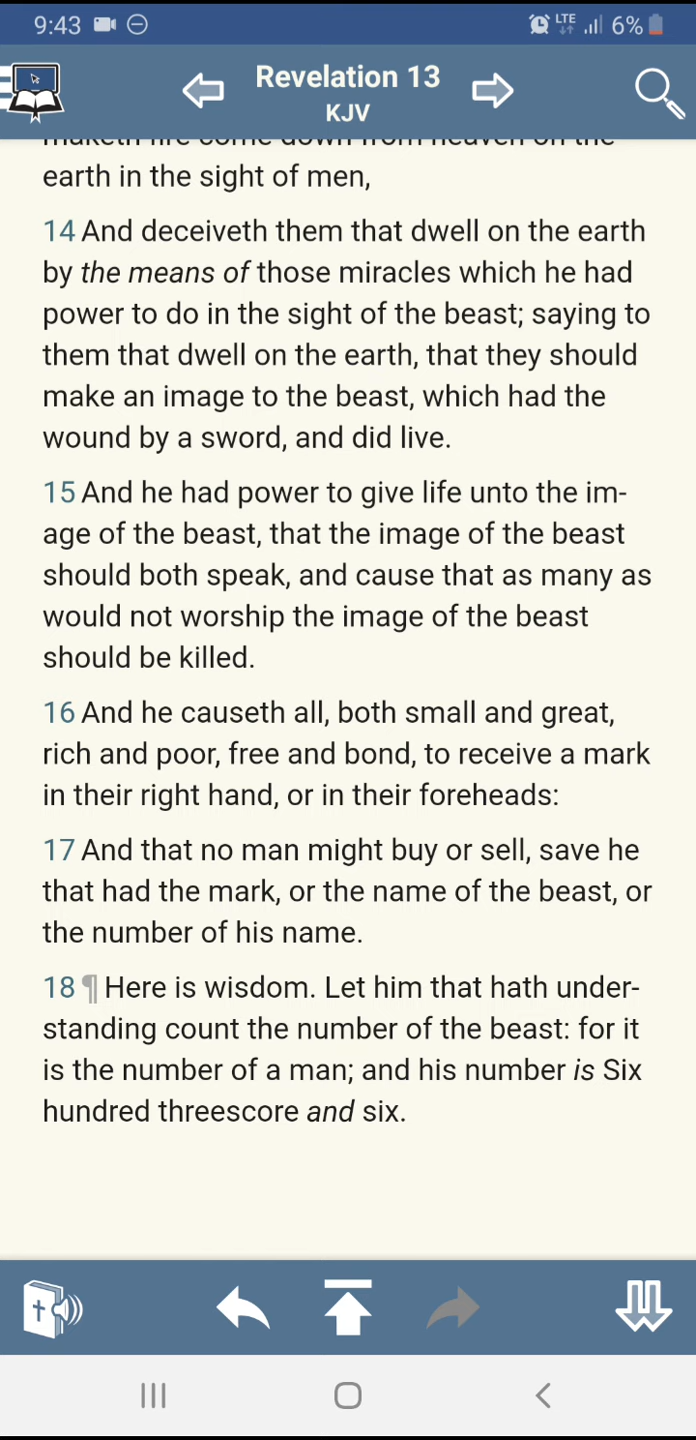 9:43 LTE 6%
Revelation 13
KJV
maketh fire come down from heaven on the
earth in the sight of men,
14 And deceiveth them that dwell on the earth
by the means of those miracles which he had
power to do in the sight of the beast; saying to
them that dwell on the earth, that they should
make an image to the beast, which had the
wound by a sword, and did live.
15 And he had power to give life unto the im-
age of the beast, that the image of the beast
should both speak, and cause that as many as
would not worship the image of the beast
should be killed.
16 And he causeth all, both small and great,
rich and poor, free and bond, to receive a mark
in their right hand, or in their foreheads:
17 And that no man might buy or sell, save he
that had the mark, or the name of the beast, or
the number of his name.
18 ¶ Here is wisdom. Let him that hath under-
standing count the number of the beast: for it
is the number of a man; and his number is Six
hundred threescore and six.